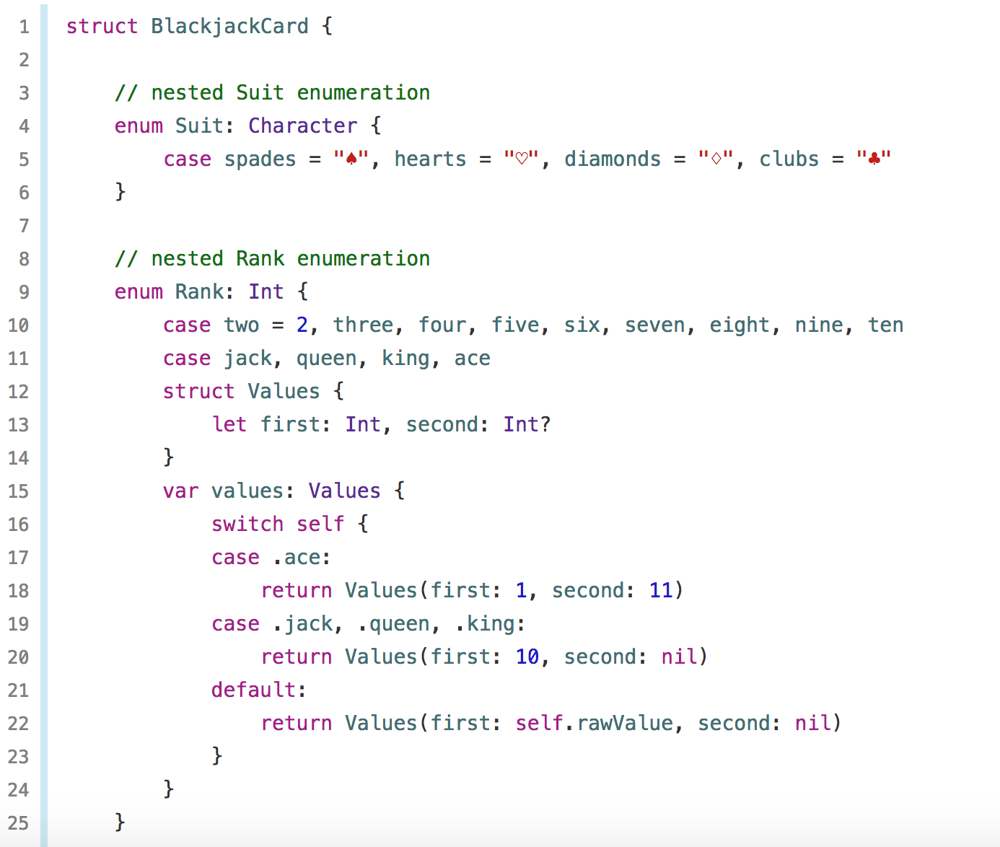 1 struct BlackjackCard {
2
3 // nested Suit enumeration
4 enum Suit: Character {
5 case spades = "♠", hearts = "♡", diamonds = "♢", clubs = "♣"
6 }
7
8 // nested Rank enumeration
9 enum Rank: Int {
10 case two = 2, three, four, five, six, seven, eight, nine, ten
11 case jack, queen, king, ace
12 struct Values {
13 let first: Int, second: Int?
14 }
15 var values: Values {
16 switch self {
17 case .ace:
18 return Values(first: 1, second: 11)
19 case .jack, .queen, .king:
20 return Values(first: 10, second: nil)
21 default:
22 return Values(first: self.rawValue, second: nil)
23 }
24 }
25 }